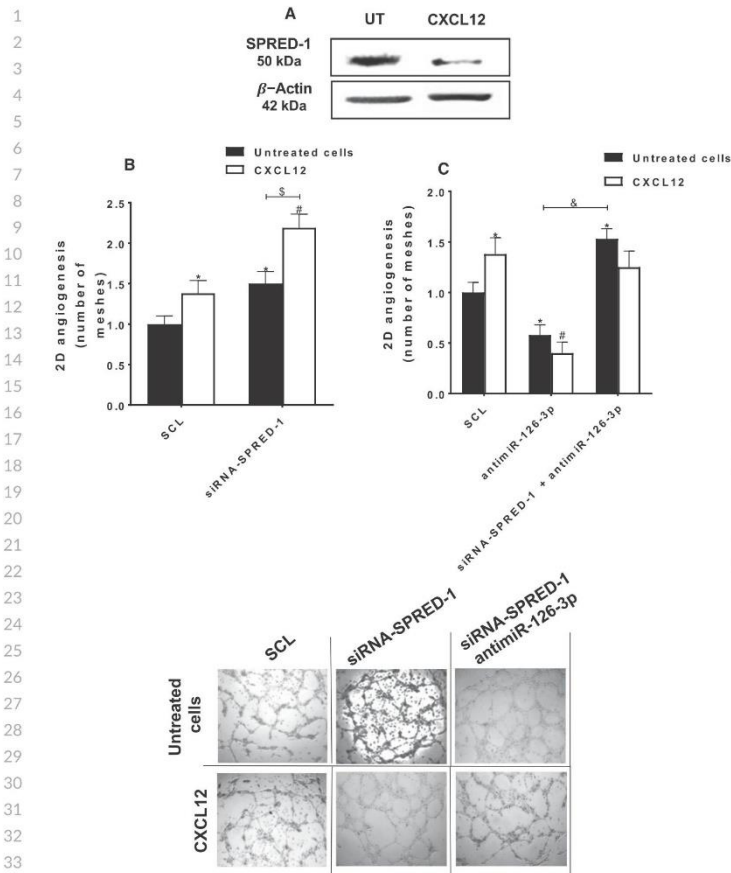 1
2
3
4
5
6
7
8
9
10
11
12
13
14
15
16
17
18
19
20
21
22
23
24
25
26
27
28
29
30
31
32
33
A
UT CXCL12
SPRED-1
50 kDa
β–Actin
42 kDa
B
Untreated cells
CXCL12
2D angiogenesis
(number of
meshes)
2.5
2.0
1.5
1.0
0.5
0.0
*
*
$
#
SCL
siRNA-SPRED-1
C
Untreated cells
CXCL12
2D angiogenesis
(number of meshes)
2.0
1.5
1.0
0.5
0.0
*
*
#
&
*
SCL
antimiR-126-3p
siRNA-SPRED-1 + antimiR-126-3p
SCL
siRNA-SPRED-1
siRNA-SPRED-1
antimiR-126-3p
Untreated
cells
CXCL12